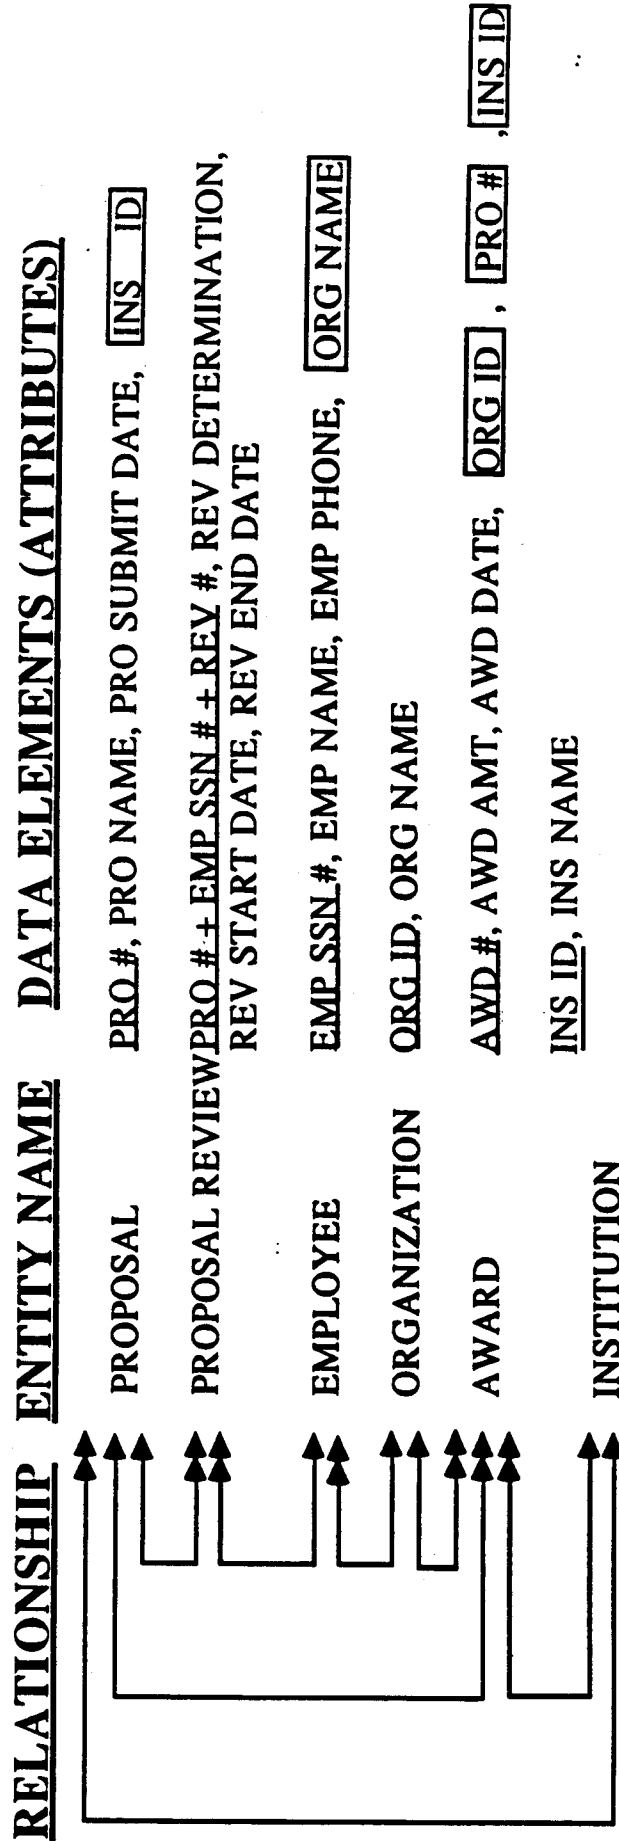 RELATIONSHIP ENTITY NAME DATA ELEMENTS (ATTRIBUTES)
PROPOSAL PRO #, PRO NAME, PRO SUBMIT DATE, INS ID
PROPOSAL REVIEW PRO # + EMP SSN # + REV #, REV DETERMINATION,
REV START DATE, REV END DATE
EMPLOYEE EMP SSN #, EMP NAME, EMP PHONE, ORG NAME
ORGANIZATION ORG ID, ORG NAME
AWARD AWD #, AWD AMT, AWD DATE, ORG ID , PRO # , INS ID
INS ID, INS NAME
INSTITUTION